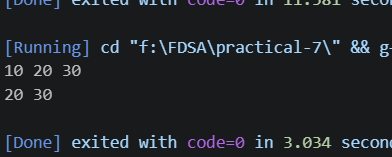 [Done] exited with code=0 in 11.581 seco
[Running] cd "f:\FDSA\practical-7\" && g
10 20 30
20 30
[Done] exited with code=0 in 3.034 secon